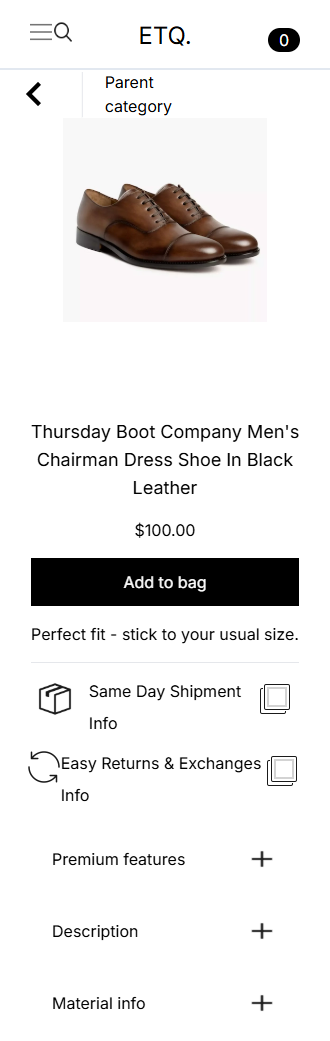 ETQ.
0
Parent
category
Thursday Boot Company Men's
Chairman Dress Shoe In Black
Leather
$100.00
Add to bag
Perfect fit - stick to your usual size.
Same Day Shipment
Info
Easy Returns & Exchanges
Info
Premium features
Description
Material info